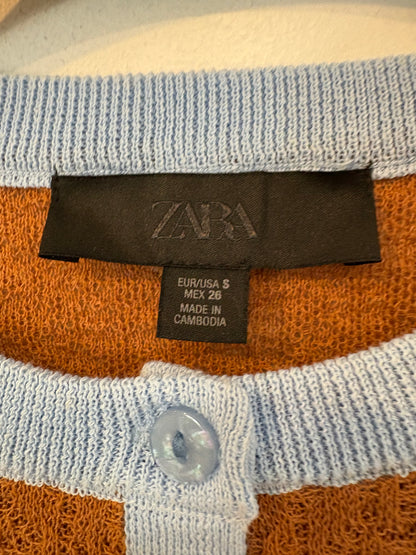 ZARA
EUR/USA S
MEX 26
MADE IN
CAMBODIA